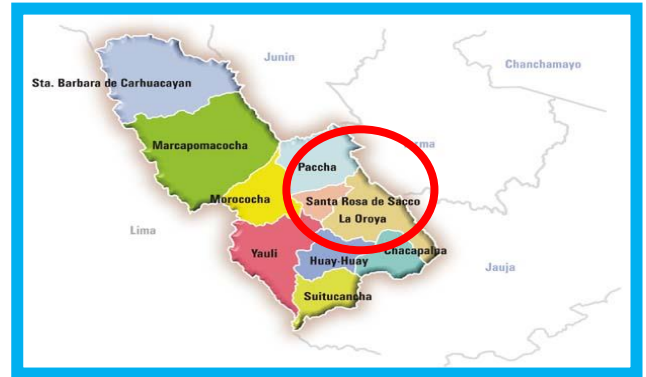 Junin
Chanchamayo
Sta. Barbara de Carhuacayan
Marcapomacocha
rma
Paccha
Morococha
Santa Rosa de Sacco
La Oroya
Lima
Yauli
Chacapalpa
Huay-Huay
Jauja
Suitucancha